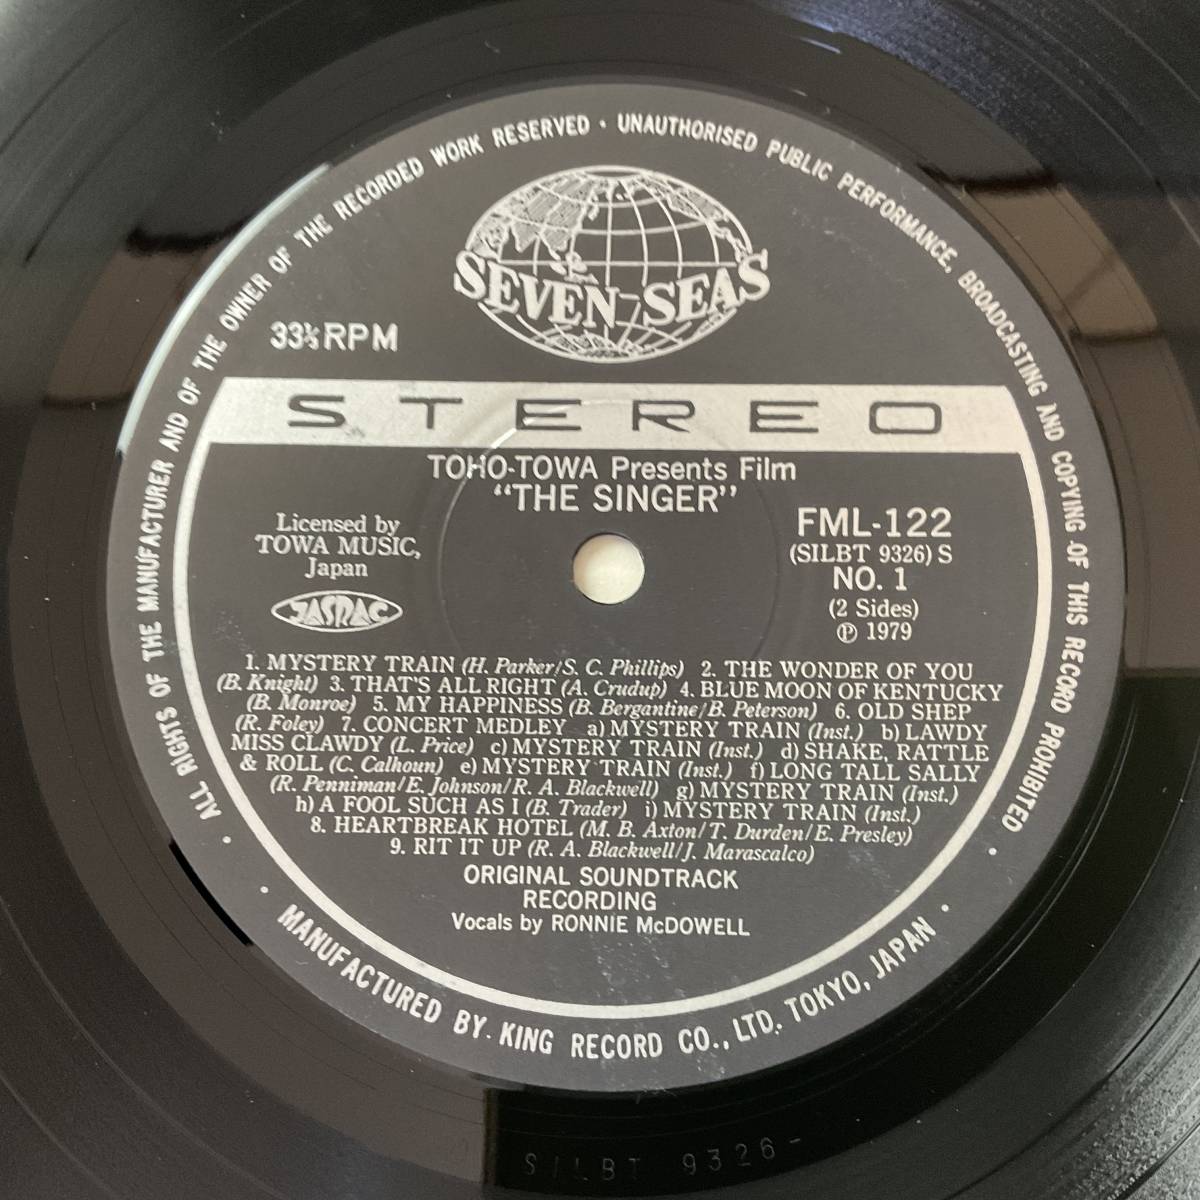 ALL RIGHTS OF THE MANUFACTURER AND OF THE OWNER OF THE RECORDED WORK RESERVED · UNAUTHORISED PUBLIC PERFORMANCE, BROADCASTING AND COPYING OF THIS RECORD PROHIBITED
SEVEN SEAS
33⅓ RPM
STEREO
TOHO-TOWA Presents Film
“THE SINGER”
Licensed by
TOWA MUSIC,
Japan
JASRAC
FML-122
(SILBT 9326) S
NO. 1
(2 Sides)
Ⓟ 1979
1. MYSTERY TRAIN (H. Parker/S. C. Phillips) 2. THE WONDER OF YOU
(B. Knight) 3. THAT'S ALL RIGHT (A. Crudup) 4. BLUE MOON OF KENTUCKY
(B. Monroe) 5. MY HAPPINESS (B. Bergantine/B. Peterson) 6. OLD SHEP
(R. Foley) 7. CONCERT MEDLEY a) MYSTERY TRAIN (Inst.) b) LAWDY
MISS CLAWDY (L. Price) c) MYSTERY TRAIN (Inst.) d) SHAKE, RATTLE
& ROLL (C. Calhoun) e) MYSTERY TRAIN (Inst.) f) LONG TALL SALLY
(R. Penniman/E. Johnson/R. A. Blackwell) g) MYSTERY TRAIN (Inst.)
h) A FOOL SUCH AS I (B. Trader) i) MYSTERY TRAIN (Inst.)
8. HEARTBREAK HOTEL (M. B. Axton/T. Durden/E. Presley)
9. RIT IT UP (R. A. Blackwell/J. Marascalco)
ORIGINAL SOUNDTRACK
RECORDING
Vocals by RONNIE McDOWELL
· MANUFACTURED BY KING RECORD CO., LTD. TOKYO, JAPAN ·
SILBT 9326-